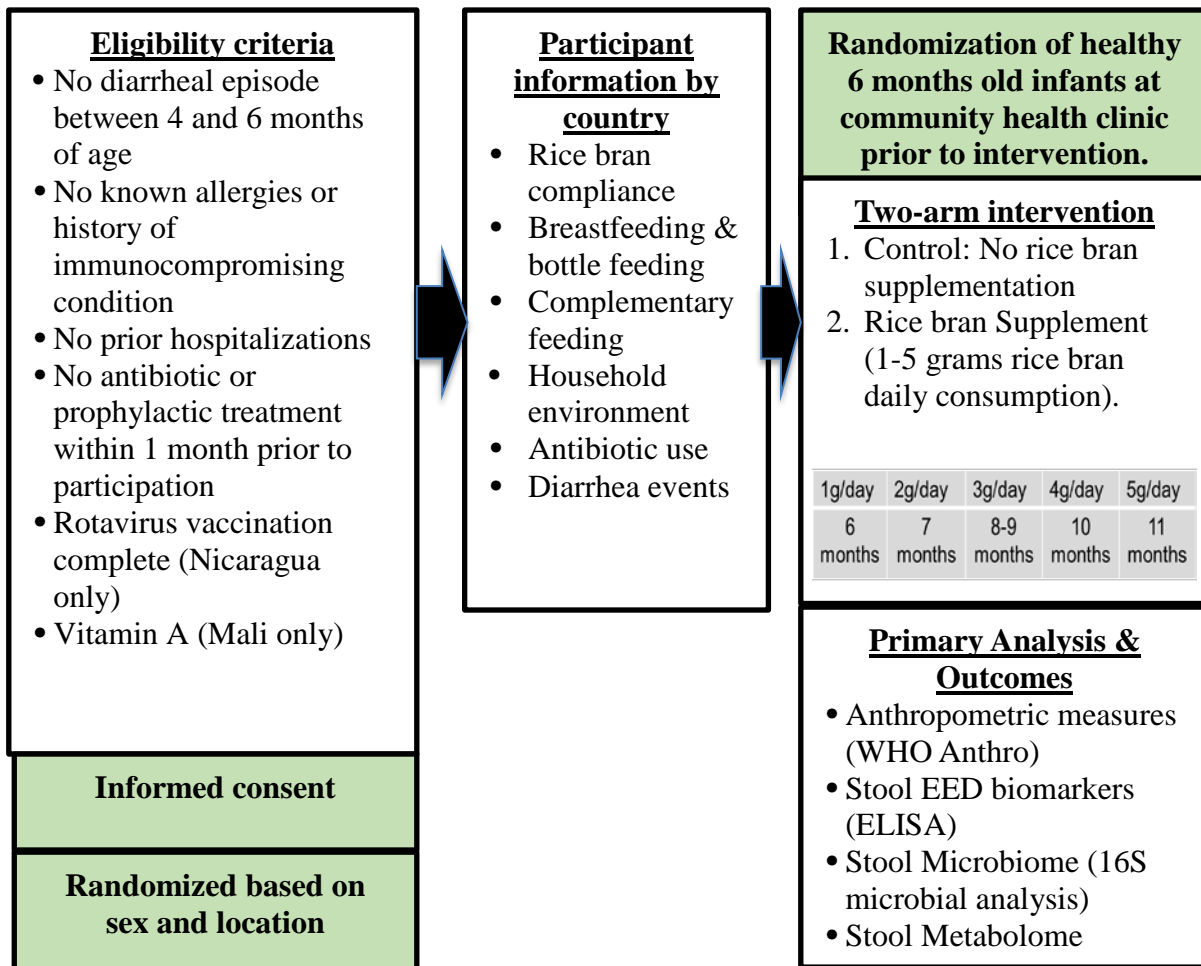 Eligibility criteria
• No diarrheal episode
between 4 and 6 months
of age
• No known allergies or
history of
immunocompromising
condition
• No prior hospitalizations
• No antibiotic or
prophylactic treatment
within 1 month prior to
participation
• Rotavirus vaccination
complete (Nicaragua
only)
• Vitamin A (Mali only)
Informed consent
Randomized based on
sex and location
Participant
information by
country
• Rice bran
compliance
• Breastfeeding &
bottle feeding
• Complementary
feeding
• Household
environment
• Antibiotic use
• Diarrhea events
Randomization of healthy
6 months old infants at
community health clinic
prior to intervention.
Two-arm intervention
1. Control: No rice bran
supplementation
2. Rice bran Supplement
(1-5 grams rice bran
daily consumption).
1g/day 2g/day 3g/day 4g/day 5g/day
6 7 8-9 10 11
months months months months months
Primary Analysis &
Outcomes
• Anthropometric measures
(WHO Anthro)
• Stool EED biomarkers
(ELISA)
• Stool Microbiome (16S
microbial analysis)
• Stool Metabolome